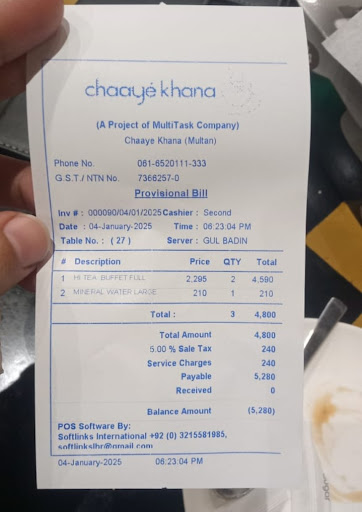 chaayé khana
(A Project of MultiTask Company)
Chaaye Khana (Multan)
Phone No. 061-6520111-333
G.S.T / NTN No. 7366257-0
Provisional Bill
Inv # : 000090/04/01/2025 Cashier : Second
Date : 04-January-2025 Time : 06:23:04 PM
Table No. : ( 27 ) Server : GUL BADIN
# Description Price QTY Total
1 HI TEA BUFFET FULL 2,295 2 4,590
2 MINERAL WATER LARGE 210 1 210
Total : 3 4,800
Total Amount 4,800
5.00 % Sale Tax 240
Service Charges 240
Payable 5,280
Received 0
Balance Amount (5,280)
POS Software By:
Softlinks International +92 (0) 3215581985,
softlinkslhr@gmail.com
04-January-2025 06:23:04 PM